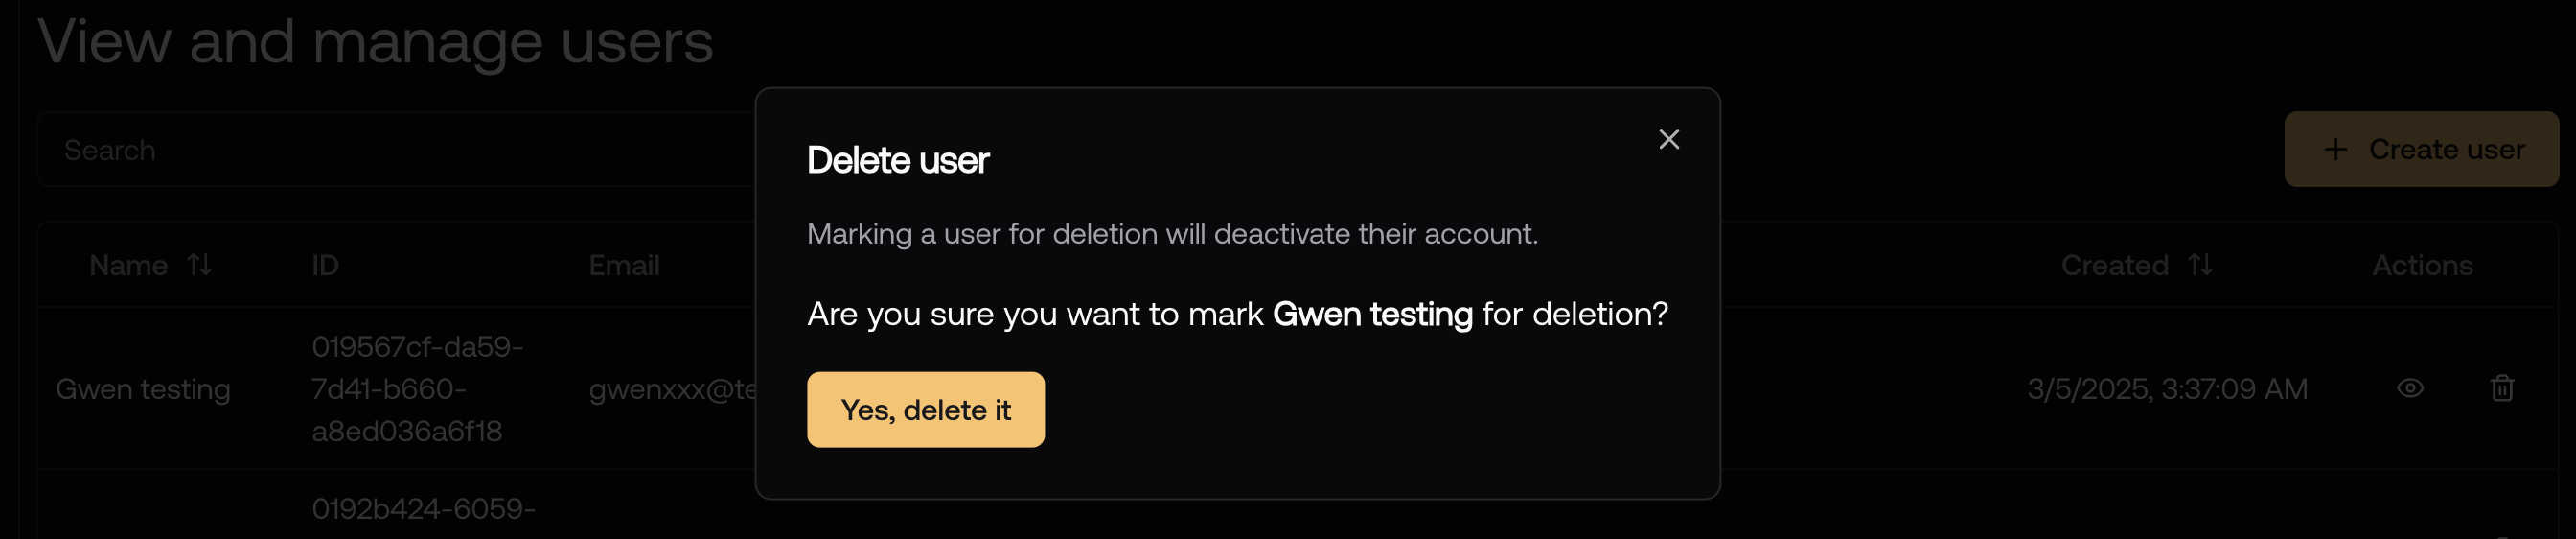 View and manage users
Search
Create user
Delete user
Marking a user for deletion will deactivate their account.
Are you sure you want to mark Gwen testing for deletion?
Yes, delete it
Name ID Email Created Actions
Gwen testing
019567cf-da59-
7d41-b660-
a8ed036a6f18
gwenxxx@te
3/5/2025, 3:37:09 AM
0192b424-6059-